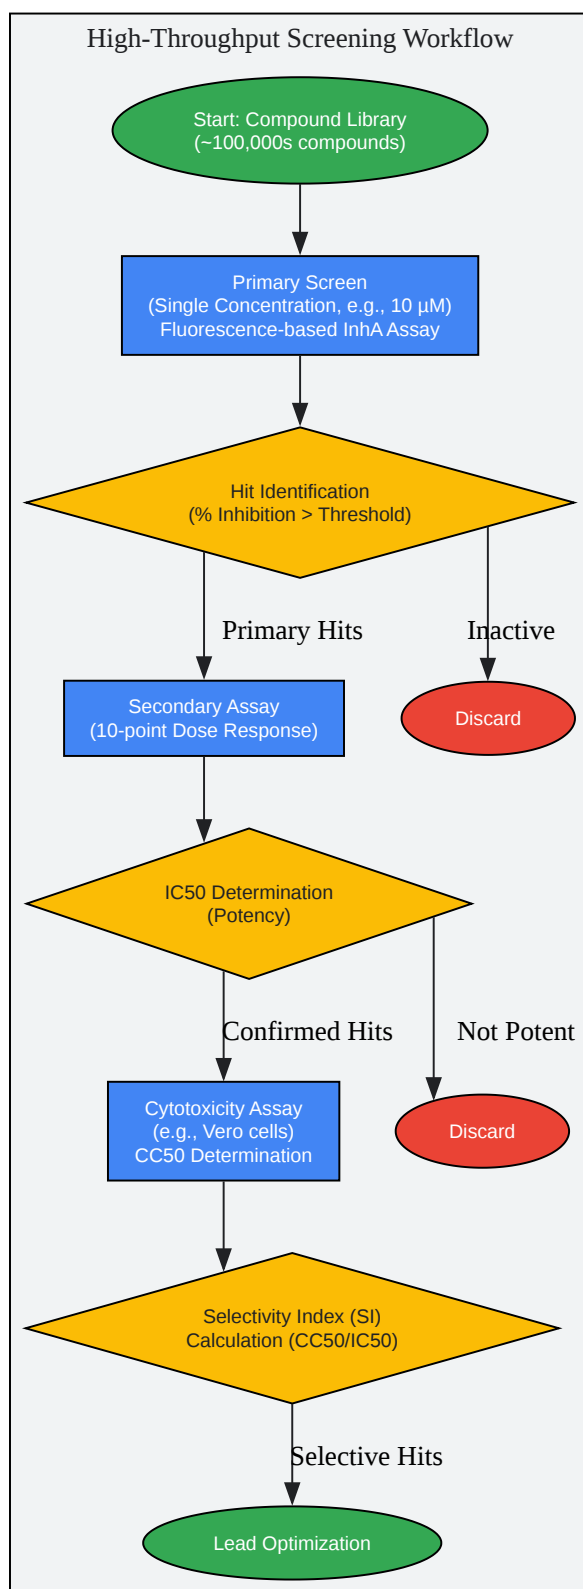 High-Throughput Screening Workflow
Start: Compound Library
(~100,000s compounds)
Primary Screen
(Single Concentration, e.g., 10 µM)
Fluorescence-based InhA Assay
Hit Identification
(% Inhibition > Threshold)
Primary Hits
Inactive
Secondary Assay
(10-point Dose Response)
Discard
IC50 Determination
(Potency)
Confirmed Hits
Not Potent
Cytotoxicity Assay
(e.g., Vero cells)
CC50 Determination
Discard
Selectivity Index (SI)
Calculation (CC50/IC50)
Selective Hits
Lead Optimization